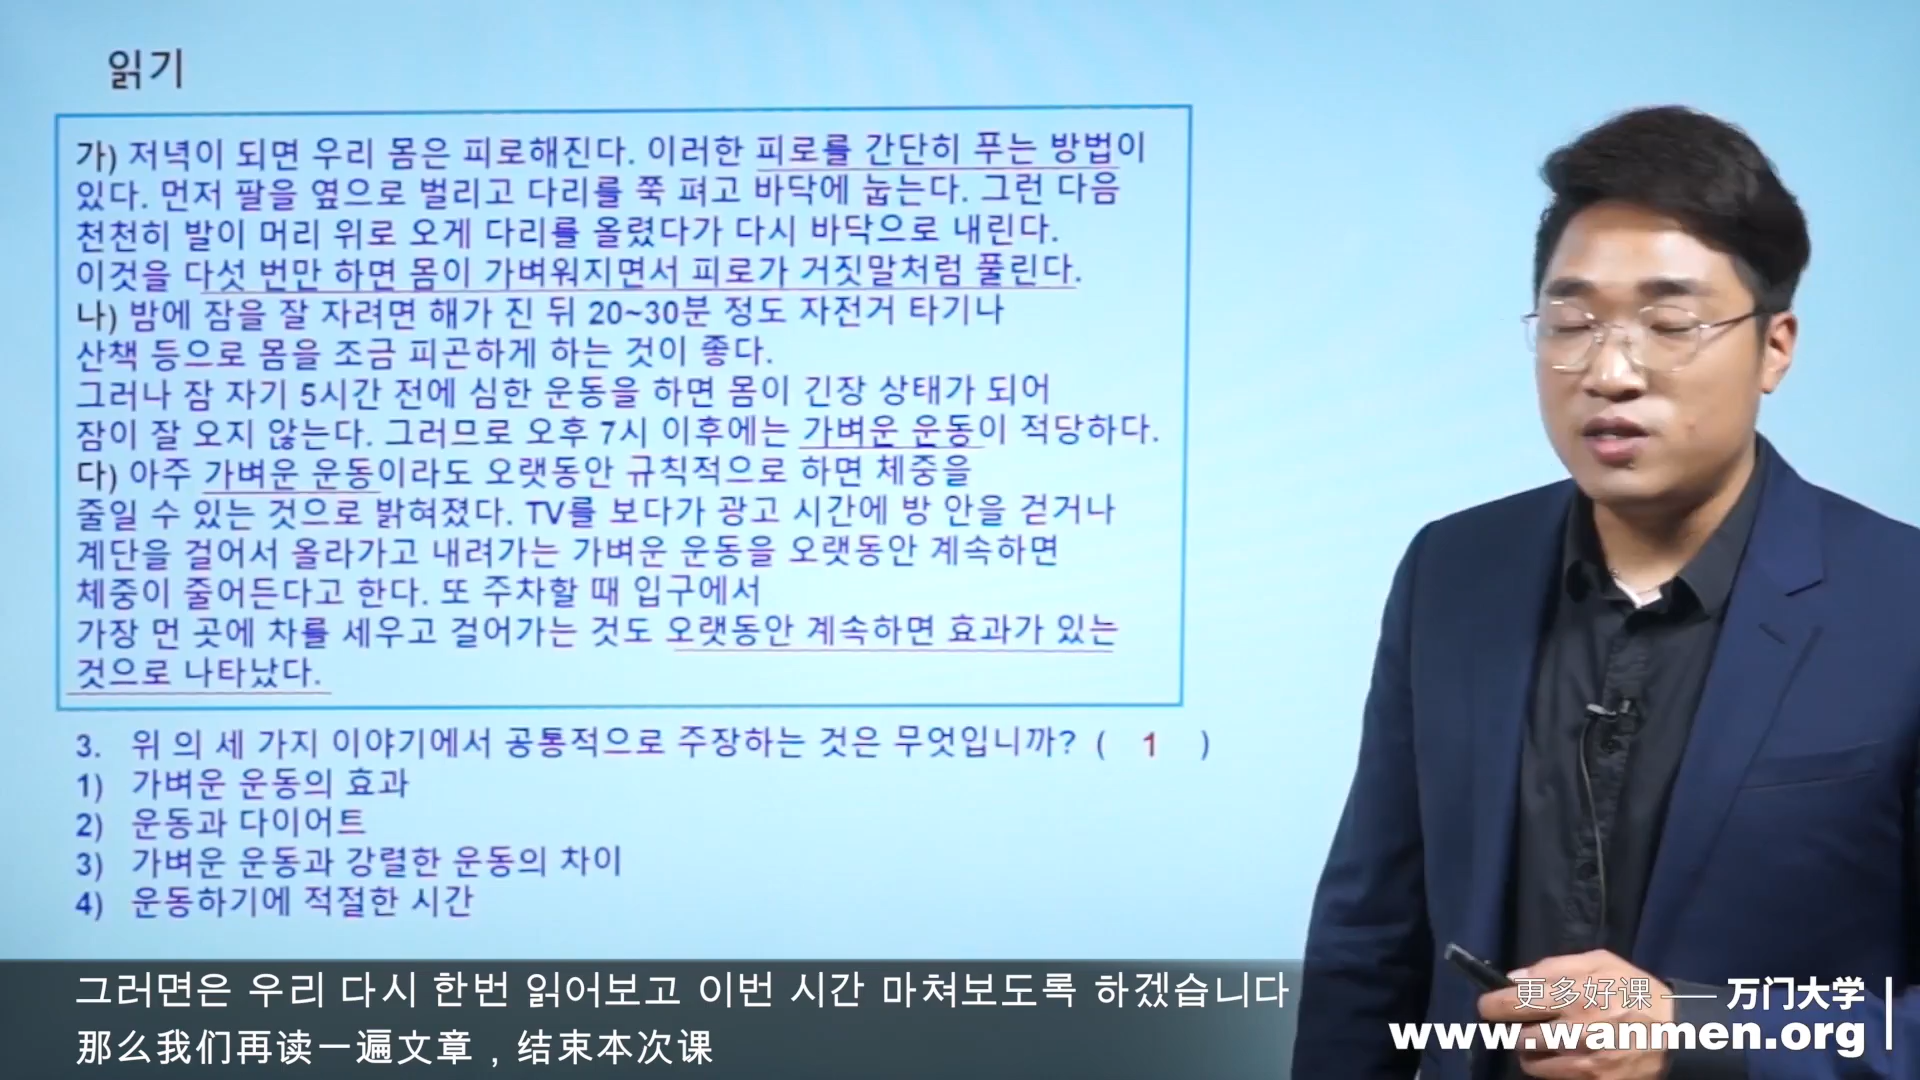 읽기
가) 저녁이 되면 우리 몸은 피로해진다. 이러한 피로를 간단히 푸는 방법이
있다. 먼저 팔을 옆으로 벌리고 다리를 쭉 펴고 바닥에 눕는다. 그런 다음
천천히 발이 머리 위로 오게 다리를 올렸다가 다시 바닥으로 내린다.
이것을 다섯 번만 하면 몸이 가벼워지면서 피로가 거짓말처럼 풀린다.
나) 밤에 잠을 잘 자려면 해가 진 뒤 20~30분 정도 자전거 타기나
산책 등으로 몸을 조금 피곤하게 하는 것이 좋다.
그러나 잠 자기 5시간 전에 심한 운동을 하면 몸이 긴장 상태가 되어
잠이 잘 오지 않는다. 그러므로 오후 7시 이후에는 가벼운 운동이 적당하다.
다) 아주 가벼운 운동이라도 오랫동안 규칙적으로 하면 체중을
줄일 수 있는 것으로 밝혀졌다. TV를 보다가 광고 시간에 방 안을 걷거나
계단을 걸어서 올라가고 내려가는 가벼운 운동을 오랫동안 계속하면
체중이 줄어든다고 한다. 또 주차할 때 입구에서
가장 먼 곳에 차를 세우고 걸어가는 것도 오랫동안 계속하면 효과가 있는
것으로 나타났다.
3. 위 의 세 가지 이야기에서 공통적으로 주장하는 것은 무엇입니까? ( 1 )
1) 가벼운 운동의 효과
2) 운동과 다이어트
3) 가벼운 운동과 강렬한 운동의 차이
4) 운동하기에 적절한 시간
그러면은 우리 다시 한번 읽어보고 이번 시간 마쳐보도록 하겠습니다
那么我们再读一遍文章，结束本次课
更多好课 —— 万门大学
www.wanmen.org